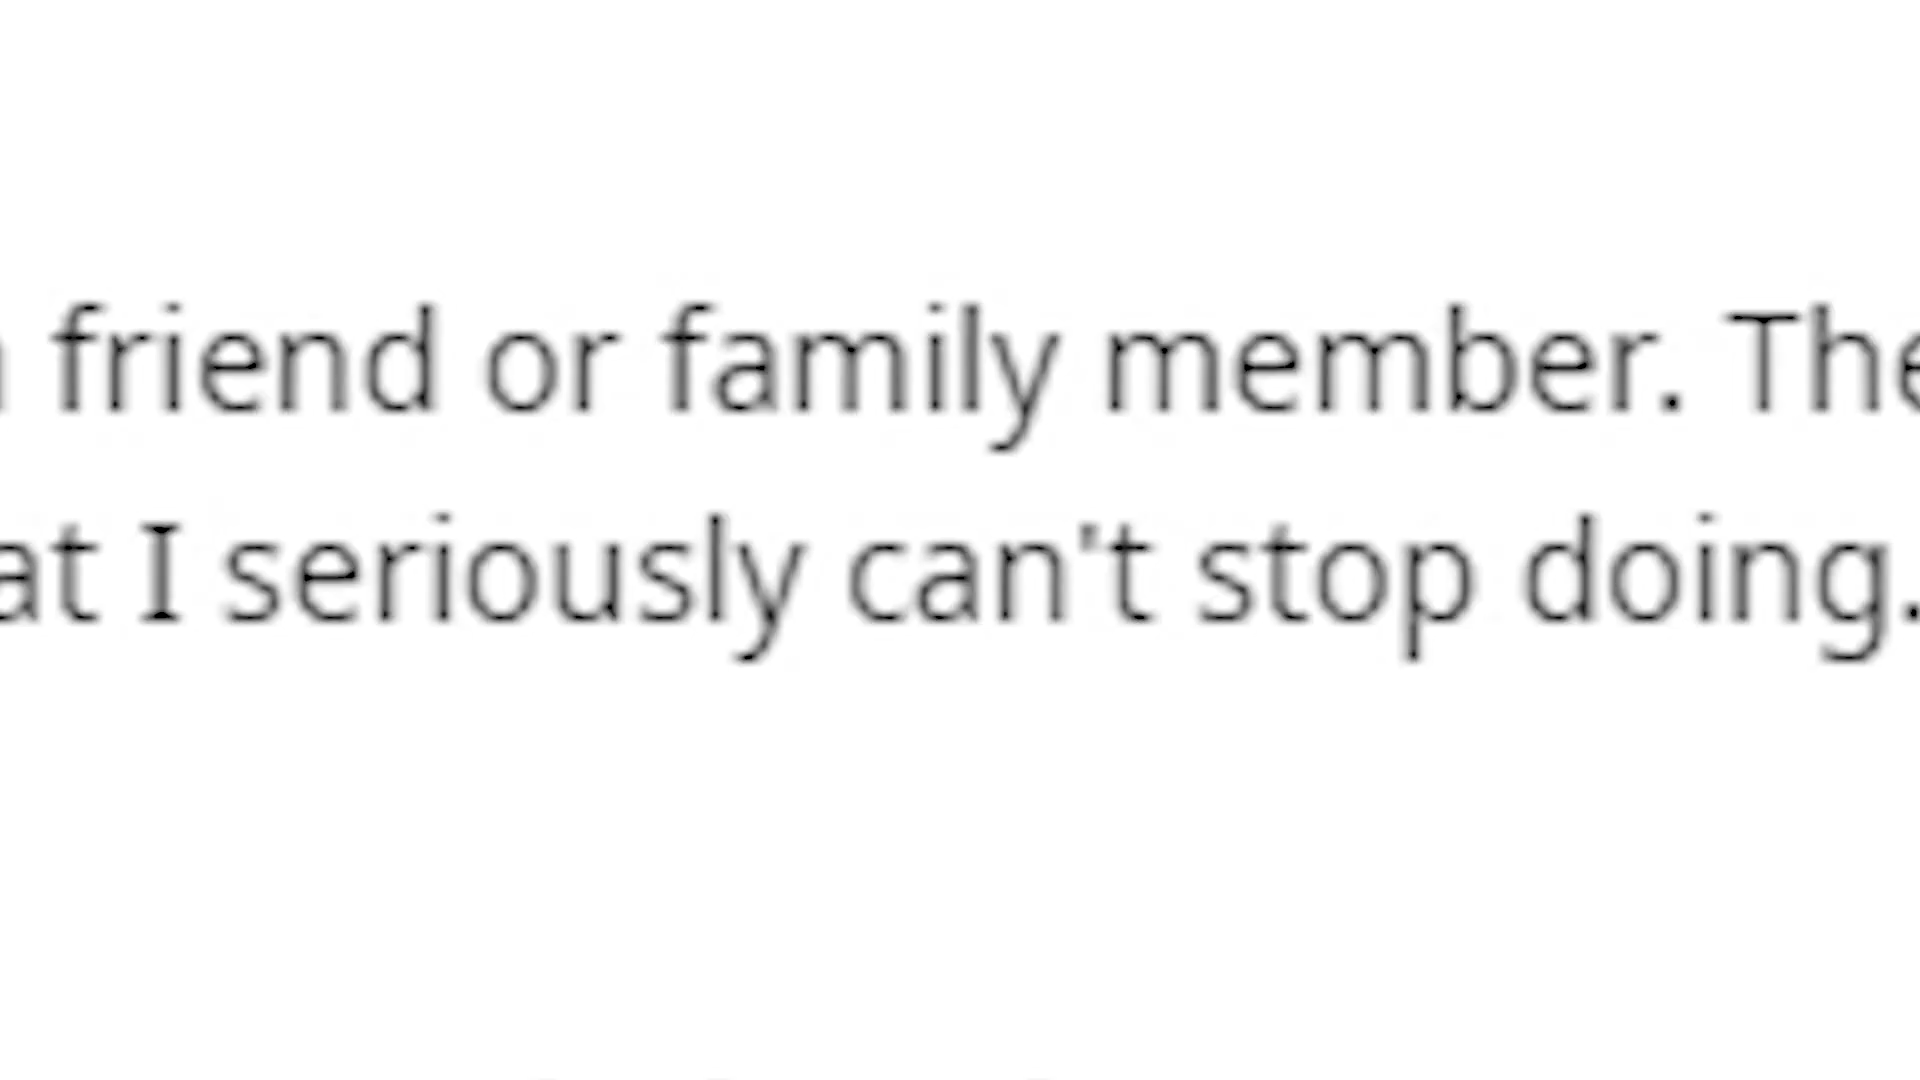 friend or family member. The
at I seriously can't stop doing.